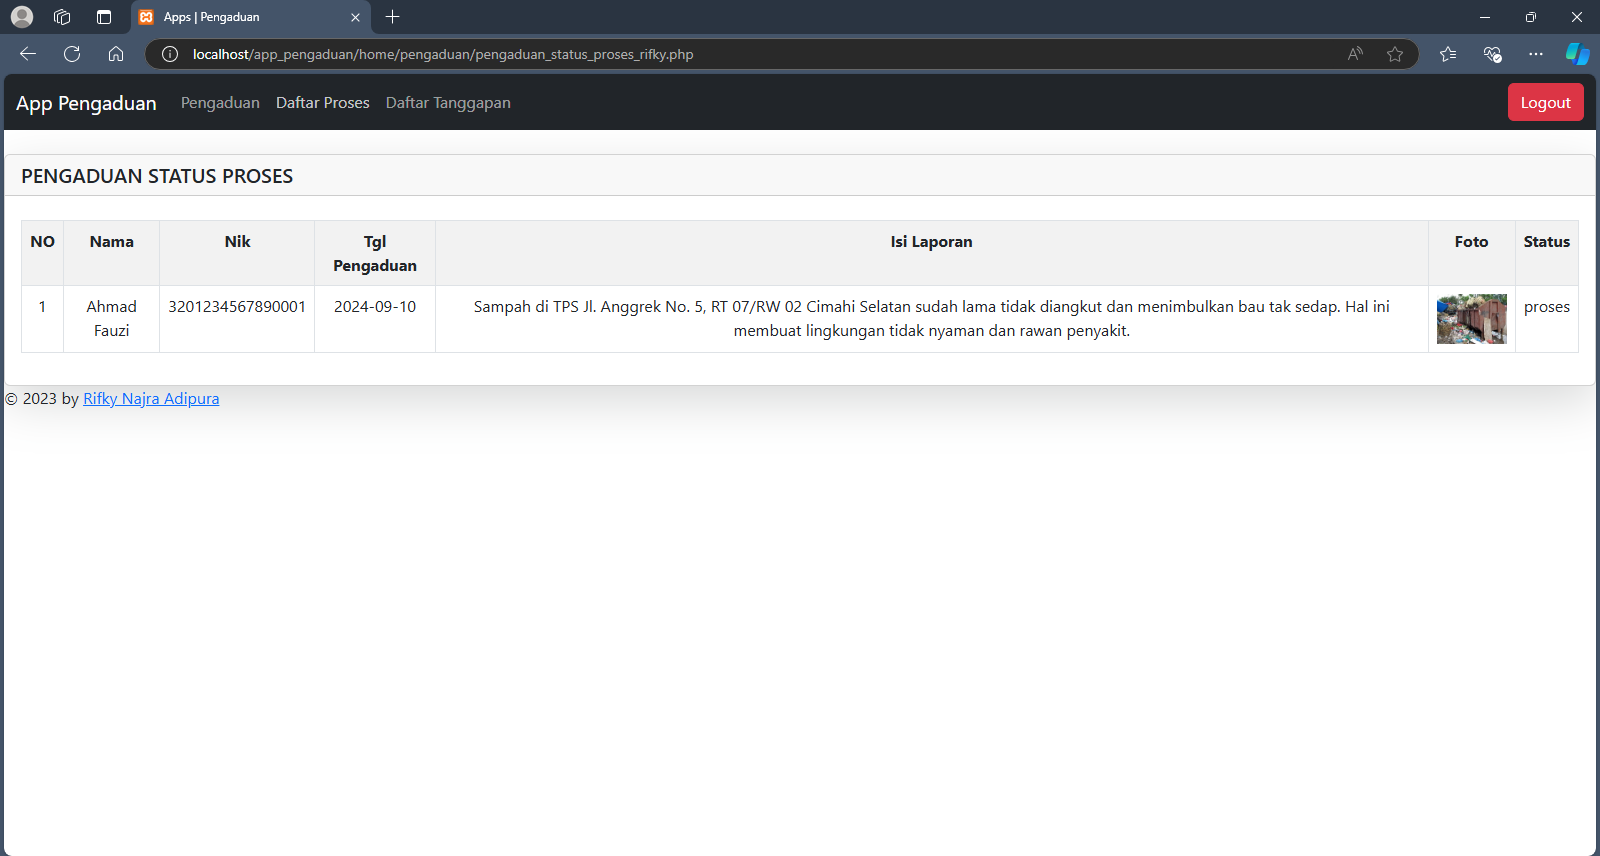 Apps | Pengaduan
localhost/app_pengaduan/home/pengaduan/pengaduan_status_proses_rifky.php
App Pengaduan Pengaduan Daftar Proses Daftar Tanggapan Logout
PENGADUAN STATUS PROSES
NO Nama Nik Tgl Pengaduan Isi Laporan Foto Status
1 Ahmad Fauzi 3201234567890001 2024-09-10 Sampah di TPS Jl. Anggrek No. 5, RT 07/RW 02 Cimahi Selatan sudah lama tidak diangkut dan menimbulkan bau tak sedap. Hal ini membuat lingkungan tidak nyaman dan rawan penyakit. proses
© 2023 by Rifky Najra Adipura